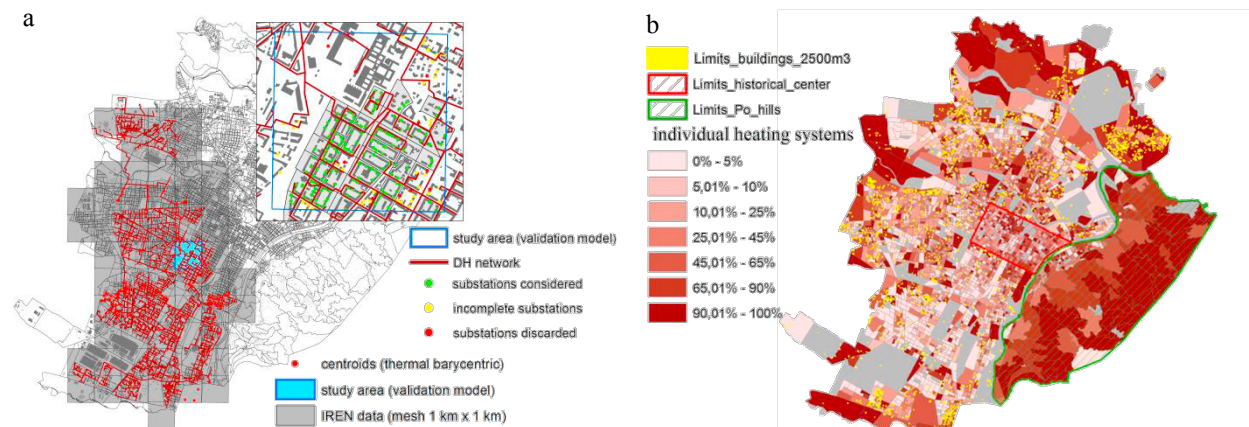 a
study area (validation model)
DH network
substations considered
incomplete substations
substations discarded
centroids (thermal barycentric)
study area (validation model)
IREN data (mesh 1 km x 1 km)
b
Limits_buildings_2500m3
Limits_historical_center
Limits_Po_hills
individual heating systems
0% - 5%
5,01% - 10%
10,01% - 25%
25,01% - 45%
45,01% - 65%
65,01% - 90%
90,01% - 100%